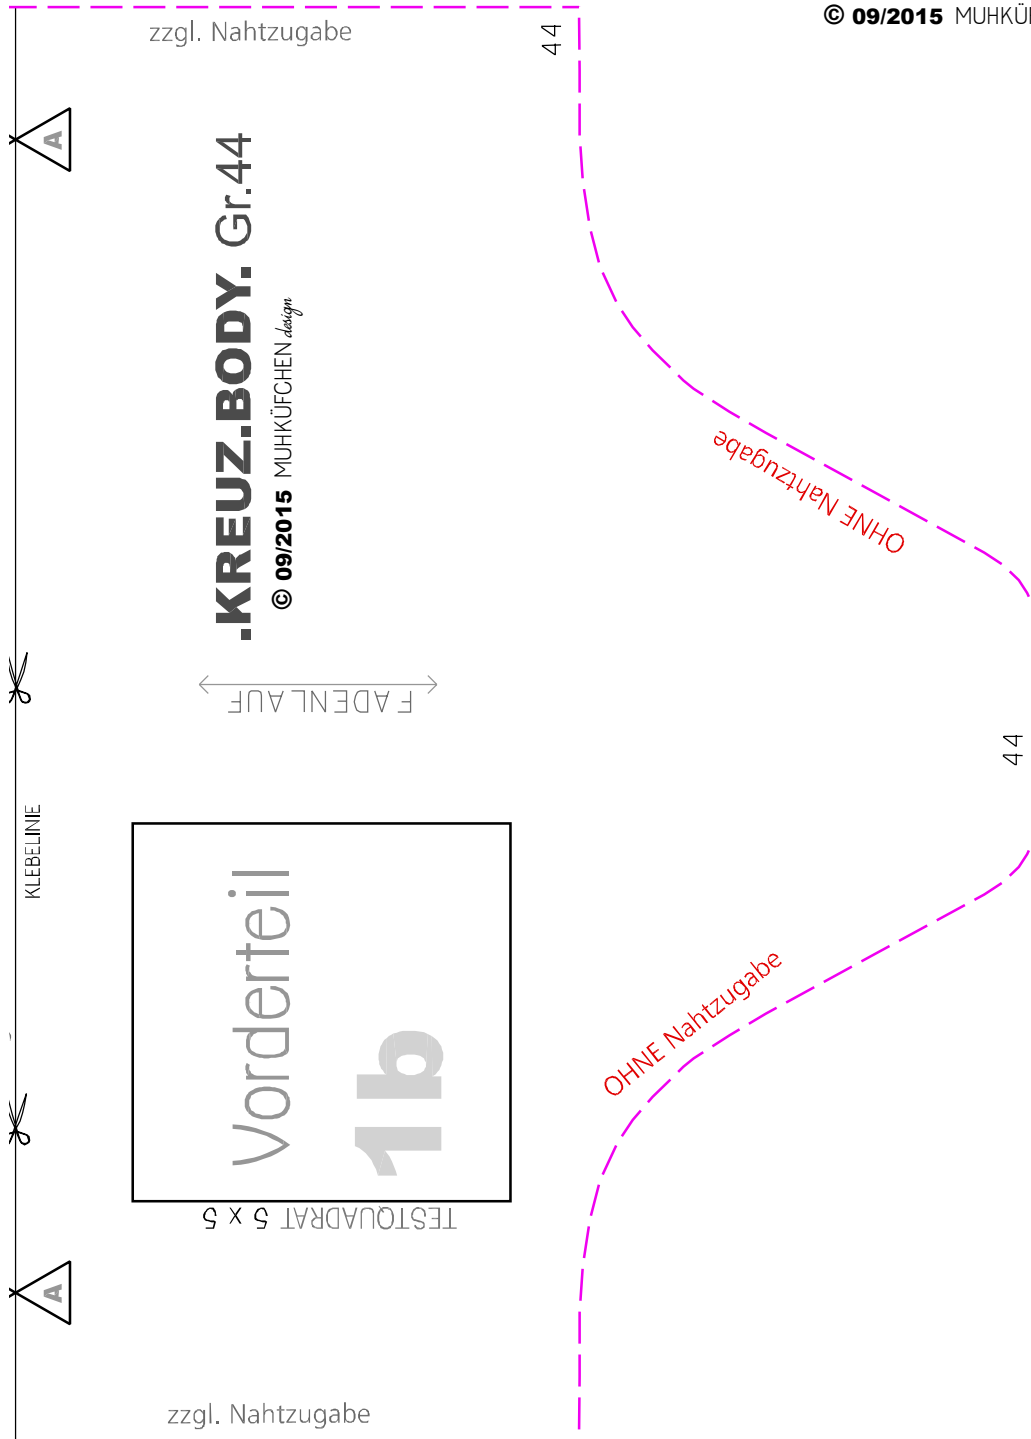 zzgl. Nahtzugabe
44
© 09/2015 MUHKÜ
A
.KREUZ.BODY. Gr.44
© 09/2015 MUHKÜFCHEN design
OHNE Nahtzugabe
FADENLAUF
44
KLEBELINIE
Vorderteil
1b
TESTQUADRAT 5 x 5
OHNE Nahtzugabe
A
zzgl. Nahtzugabe